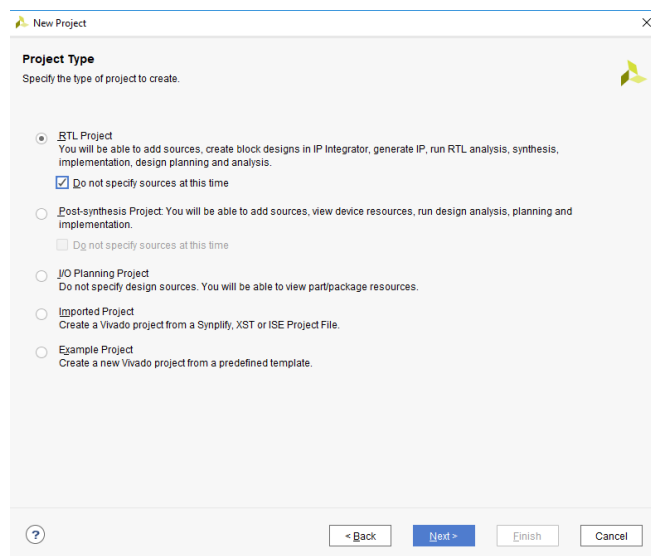 New Project
Project Type
Specify the type of project to create.
RTL Project
You will be able to add sources, create block designs in IP Integrator, generate IP, run RTL analysis, synthesis,
implementation, design planning and analysis.
Do not specify sources at this time
Post-synthesis Project: You will be able to add sources, view device resources, run design analysis, planning and
implementation.
Do not specify sources at this time
I/O Planning Project
Do not specify design sources. You will be able to view part/package resources.
Imported Project
Create a Vivado project from a Synplify, XST or ISE Project File.
Example Project
Create a new Vivado project from a predefined template.
? < Back Next > Finish Cancel